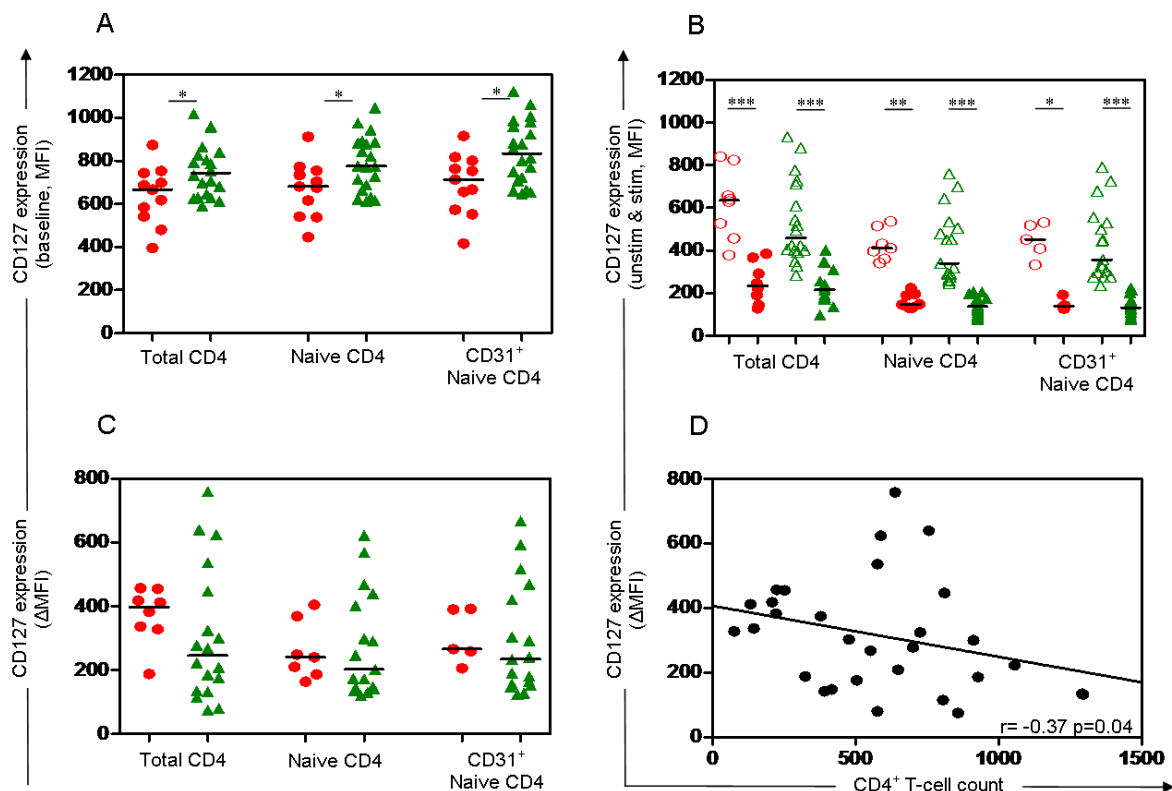 A
CD127 expression
(baseline, MFI)
1200
1000
800
600
400
200
0
* * *
Total CD4 Naive CD4 CD31⁺
Naive CD4
B
CD127 expression
(unstim & stim, MFI)
1200
1000
800
600
400
200
0
*** *** ** *** * ***
Total CD4 Naive CD4 CD31⁺
Naive CD4
C
CD127 expression
(ΔMFI)
800
600
400
200
0
Total CD4 Naive CD4 CD31⁺
Naive CD4
D
CD127 expression
(ΔMFI)
800
600
400
200
0
r= -0.37 p=0.04
0 500 1000 1500
CD4⁺ T-cell count